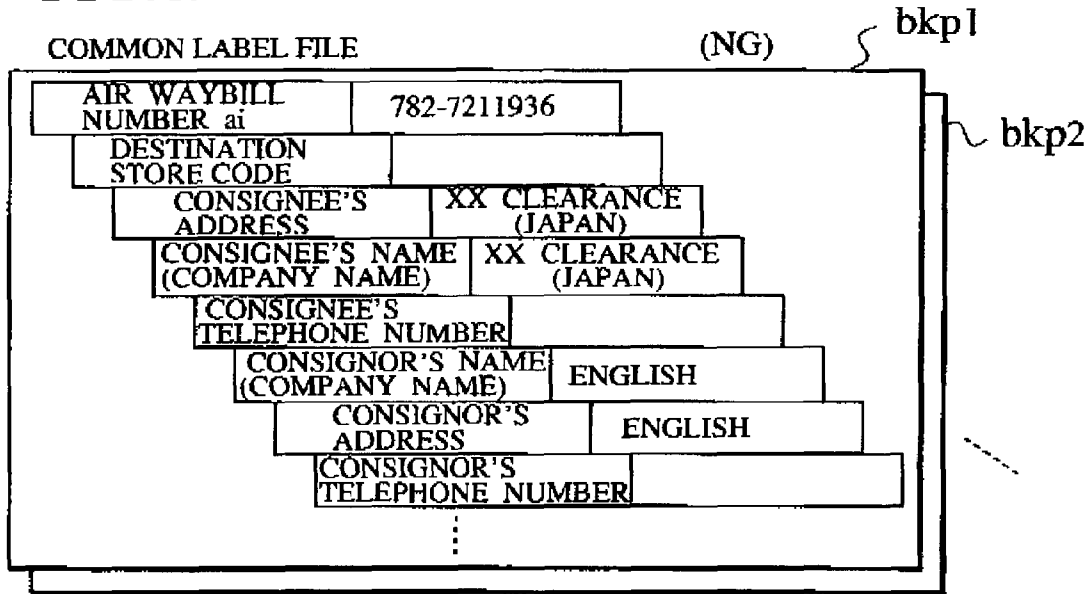 COMMON LABEL FILE (NG) bkp1
AIR WAYBILL
NUMBER ai
782-7211936
bkp2
DESTINATION
STORE CODE
CONSIGNEE'S
ADDRESS
XX CLEARANCE
(JAPAN)
CONSIGNEE'S NAME
(COMPANY NAME)
XX CLEARANCE
(JAPAN)
CONSIGNEE'S
TELEPHONE NUMBER
CONSIGNOR'S NAME
(COMPANY NAME)
ENGLISH
CONSIGNOR'S
ADDRESS
ENGLISH
CONSIGNOR'S
TELEPHONE NUMBER